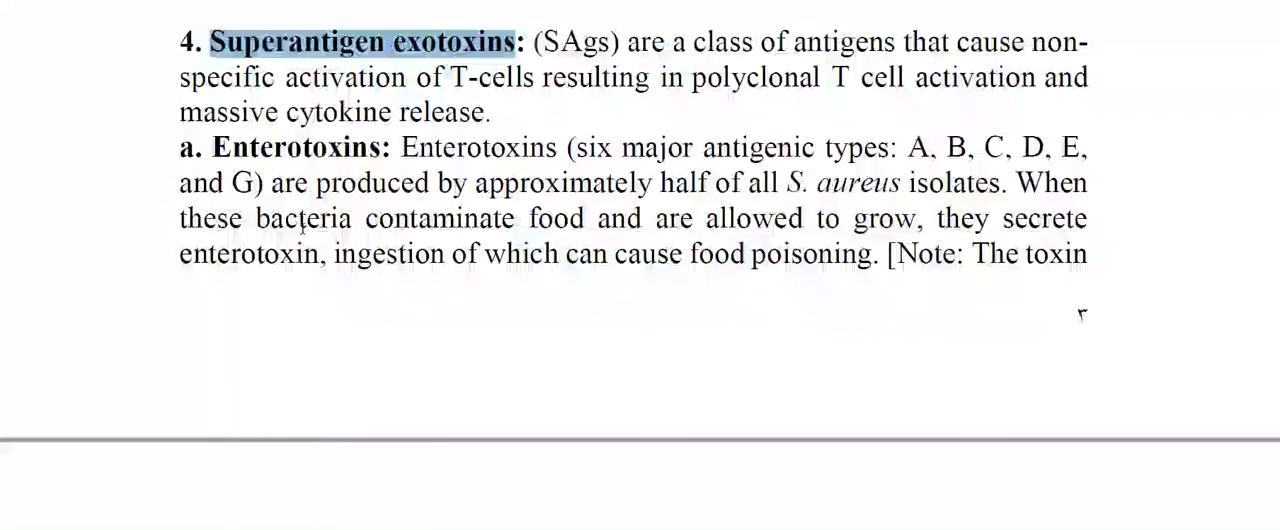 4. Superantigen exotoxins: (SAgs) are a class of antigens that cause non-
specific activation of T-cells resulting in polyclonal T cell activation and
massive cytokine release.
a. Enterotoxins: Enterotoxins (six major antigenic types: A, B, C, D, E,
and G) are produced by approximately half of all S. aureus isolates. When
these bacteria contaminate food and are allowed to grow, they secrete
enterotoxin, ingestion of which can cause food poisoning. [Note: The toxin
٣